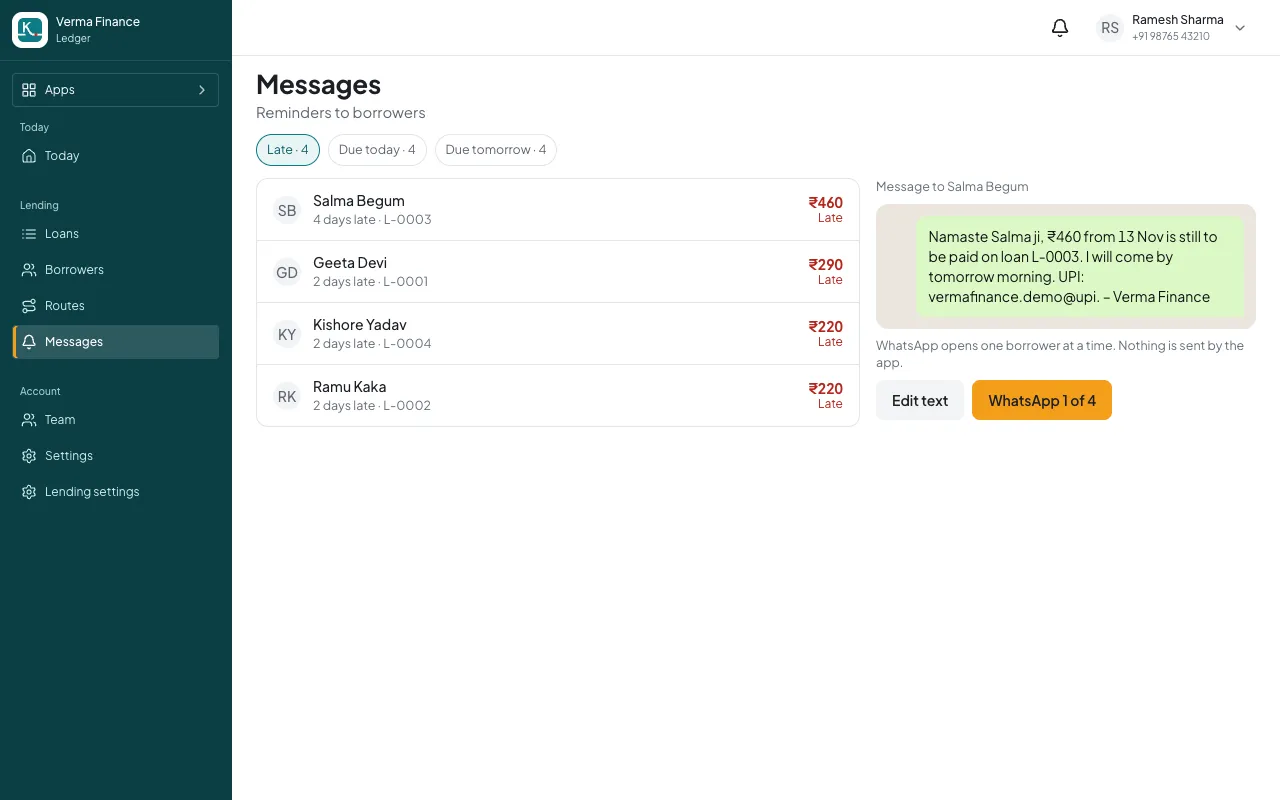 K
Verma Finance
Ledger
Apps
Today
Today
Lending
Loans
Borrowers
Routes
Messages
Account
Team
Settings
Lending settings
RS
Ramesh Sharma
+91 98765 43210
Messages
Reminders to borrowers
Late · 4
Due today · 4
Due tomorrow · 4
SB
Salma Begum
4 days late · L-0003
₹460
Late
GD
Geeta Devi
2 days late · L-0001
₹290
Late
KY
Kishore Yadav
2 days late · L-0004
₹220
Late
RK
Ramu Kaka
2 days late · L-0002
₹220
Late
Message to Salma Begum
Namaste Salma ji, ₹460 from 13 Nov is still to
be paid on loan L-0003. I will come by
tomorrow morning. UPI:
vermafinance.demo@upi. – Verma Finance
WhatsApp opens one borrower at a time. Nothing is sent by the
app.
Edit text
WhatsApp 1 of 4